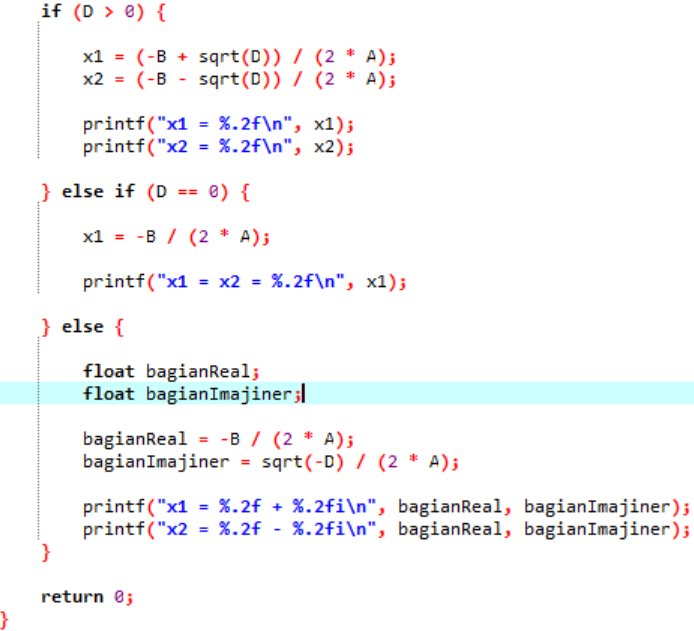 if (D > 0) {
x1 = (-B + sqrt(D)) / (2 * A);
x2 = (-B - sqrt(D)) / (2 * A);
printf("x1 = %.2f\n", x1);
printf("x2 = %.2f\n", x2);
} else if (D == 0) {
x1 = -B / (2 * A);
printf("x1 = x2 = %.2f\n", x1);
} else {
float bagianReal;
float bagianImajiner;
bagianReal = -B / (2 * A);
bagianImajiner = sqrt(-D) / (2 * A);
printf("x1 = %.2f + %.2fi\n", bagianReal, bagianImajiner);
printf("x2 = %.2f - %.2fi\n", bagianReal, bagianImajiner);
}
return 0;
}